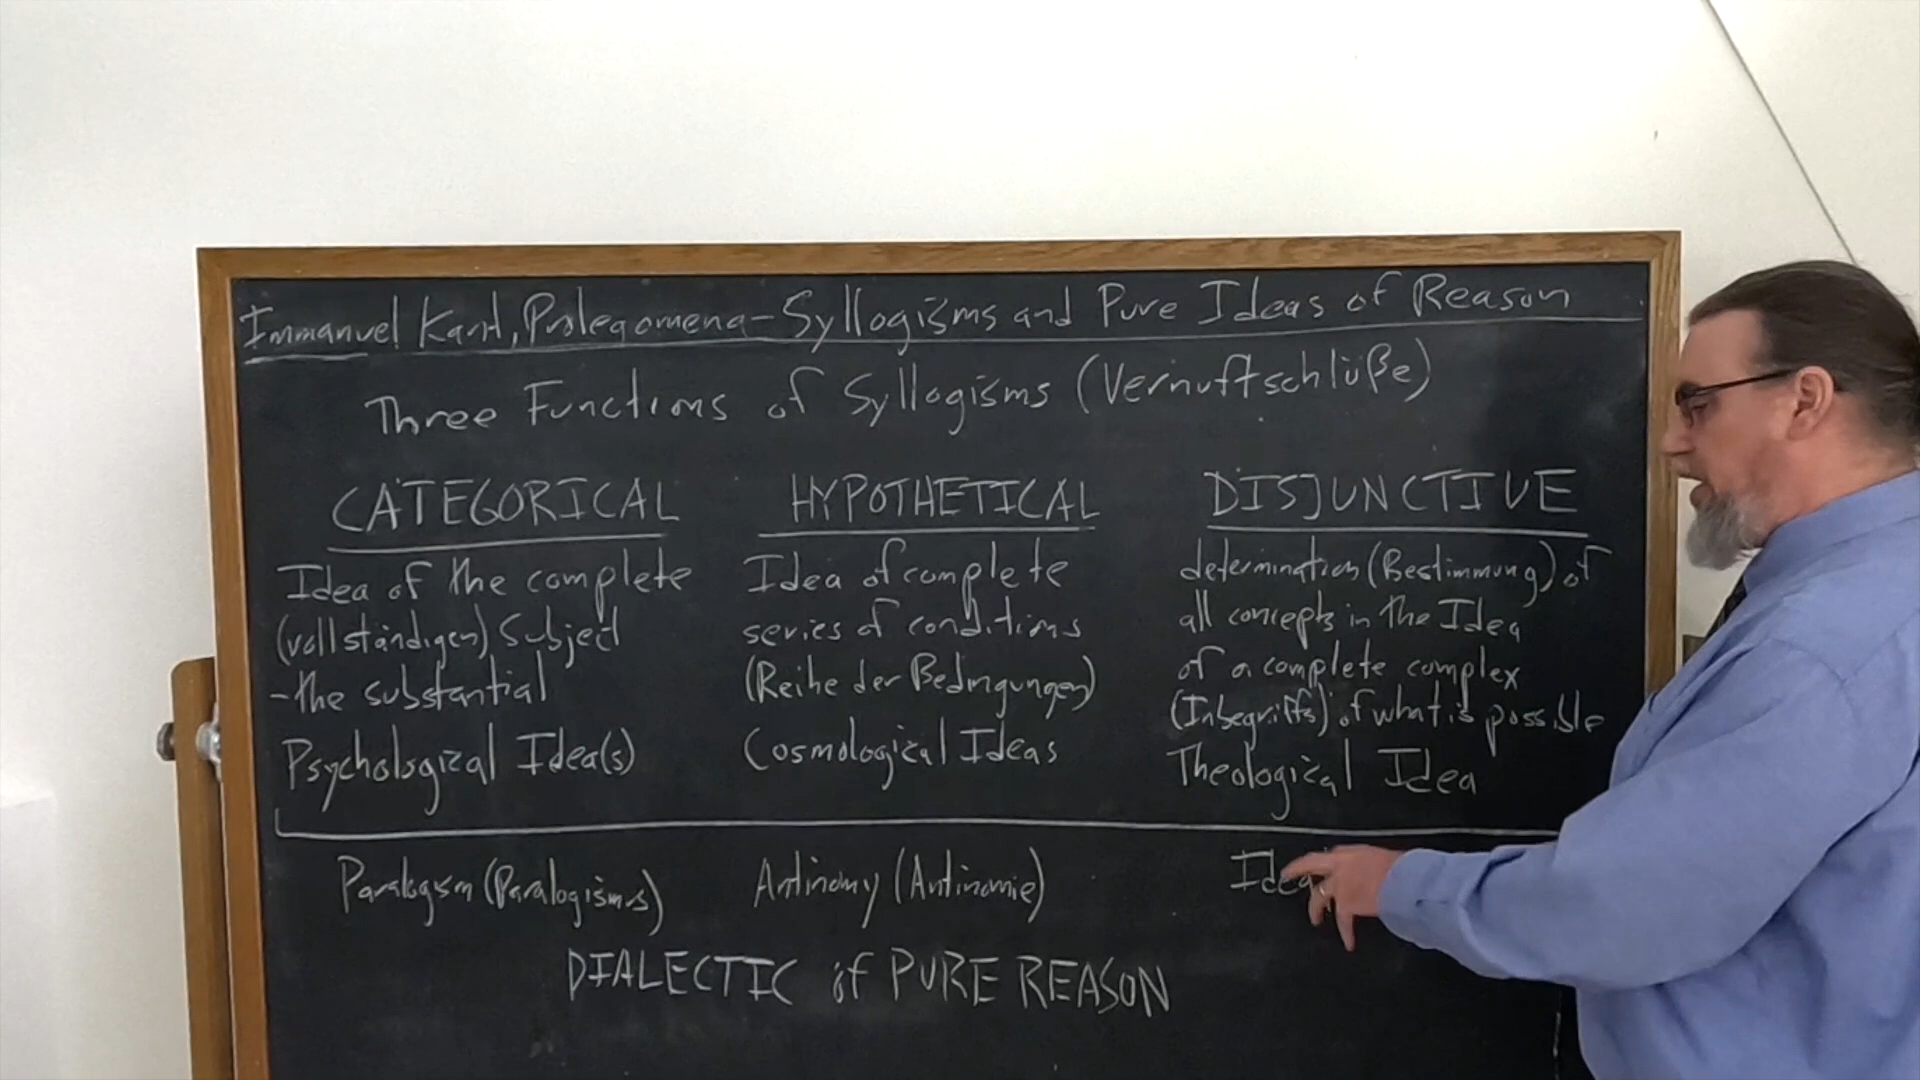 Immanuel Kant, Prolegomena - Syllogisms and Pure Ideas of Reason
Three Functions of Syllogisms (Vernuftschlüße)
CATEGORICAL
Idea of the complete
(vollständigen) Subject
- the substantial
Psychological Idea(s)
HYPOTHETICAL
Idea of complete
series of conditions
(Reihe der Bedingungen)
Cosmological Ideas
DISJUNCTIVE
determination (Bestimmung) of
all concepts in the Idea
of a complete complex
(Inbegriffs) of what is possible
Theological Idea
Paralogism (Paralogismus)
Antinomy (Antinomie)
DIALECTIC of PURE REASON